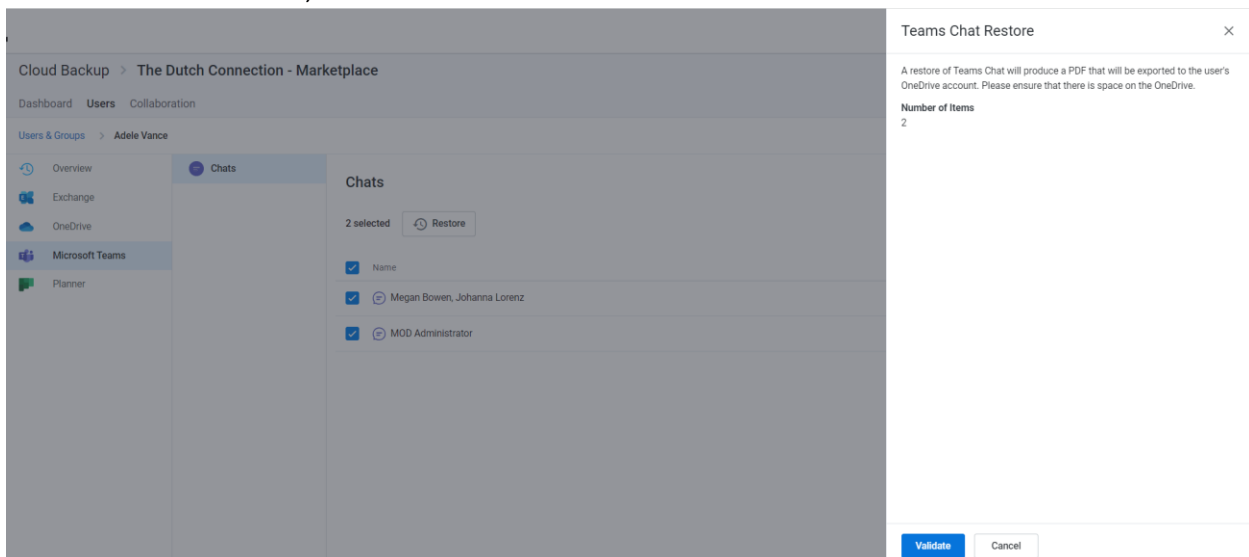 Cloud Backup > The Dutch Connection - Marketplace
Dashboard Users Collaboration
Users & Groups > Adele Vance
Overview
Exchange
OneDrive
Microsoft Teams
Planner
Chats
Chats
2 selected Restore
Name
Megan Bowen, Johanna Lorenz
MOD Administrator
Teams Chat Restore
A restore of Teams Chat will produce a PDF that will be exported to the user's
OneDrive account. Please ensure that there is space on the OneDrive.
Number of Items
2
Validate Cancel